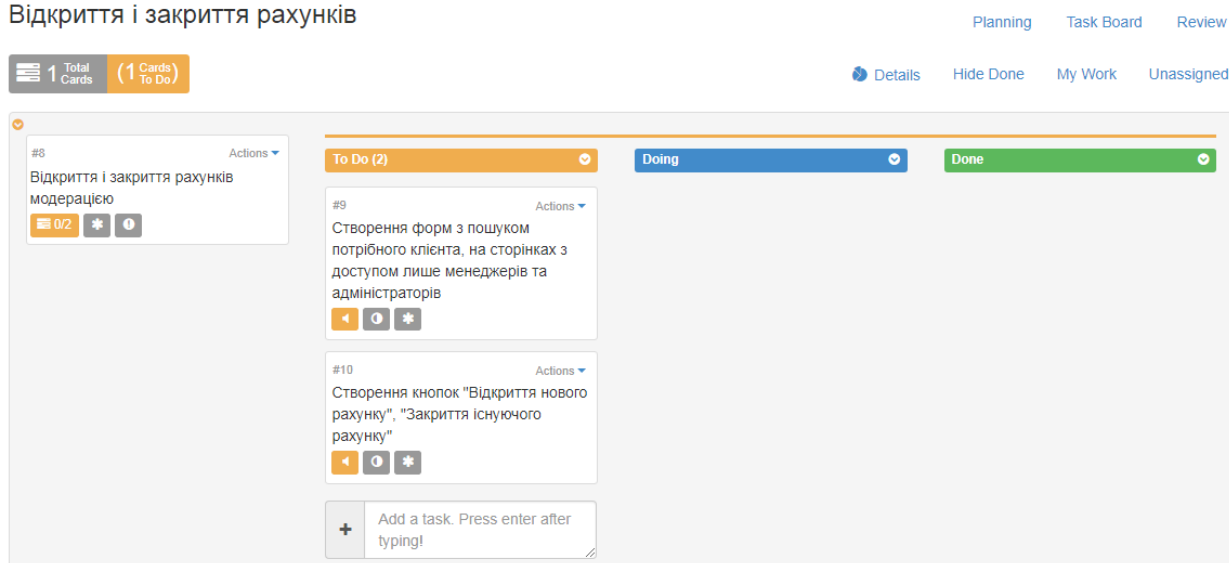 Відкриття і закриття рахунків
Planning Task Board Review
1 Total Cards (1 Cards To Do)
Details Hide Done My Work Unassigned
#8 Actions
Відкриття і закриття рахунків
модерацією
0/2
To Do (2)
Doing
Done
#9 Actions
Створення форм з пошуком
потрібного клієнта, на сторінках з
доступом лише менеджерів та
адміністраторів
#10 Actions
Створення кнопок "Відкриття нового
рахунку", "Закриття існуючого
рахунку"
Add a task. Press enter after
typing!